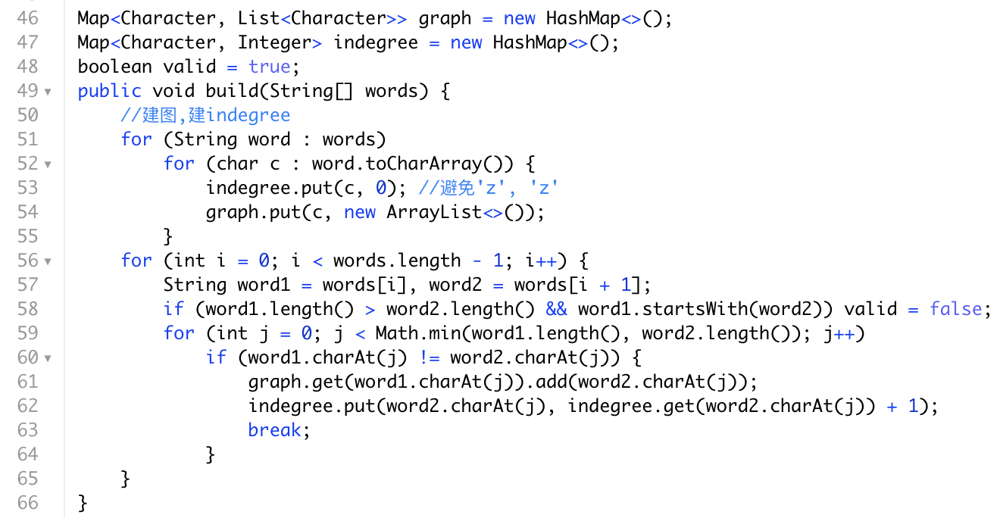 46 Map<Character, List<Character>> graph = new HashMap<>();
47 Map<Character, Integer> indegree = new HashMap<>();
48 boolean valid = true;
49 public void build(String[] words) {
50     //建图,建indegree
51     for (String word : words)
52         for (char c : word.toCharArray()) {
53             indegree.put(c, 0); //避免'z', 'z'
54             graph.put(c, new ArrayList<>());
55         }
56     for (int i = 0; i < words.length - 1; i++) {
57         String word1 = words[i], word2 = words[i + 1];
58         if (word1.length() > word2.length() && word1.startsWith(word2)) valid = false;
59         for (int j = 0; j < Math.min(word1.length(), word2.length()); j++)
60             if (word1.charAt(j) != word2.charAt(j)) {
61                 graph.get(word1.charAt(j)).add(word2.charAt(j));
62                 indegree.put(word2.charAt(j), indegree.get(word2.charAt(j)) + 1);
63                 break;
64             }
65     }
66 }